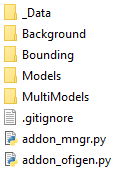 _Data
Background
Bounding
Models
MultiModels
.gitignore
addon_mngr.py
addon_ofigen.py